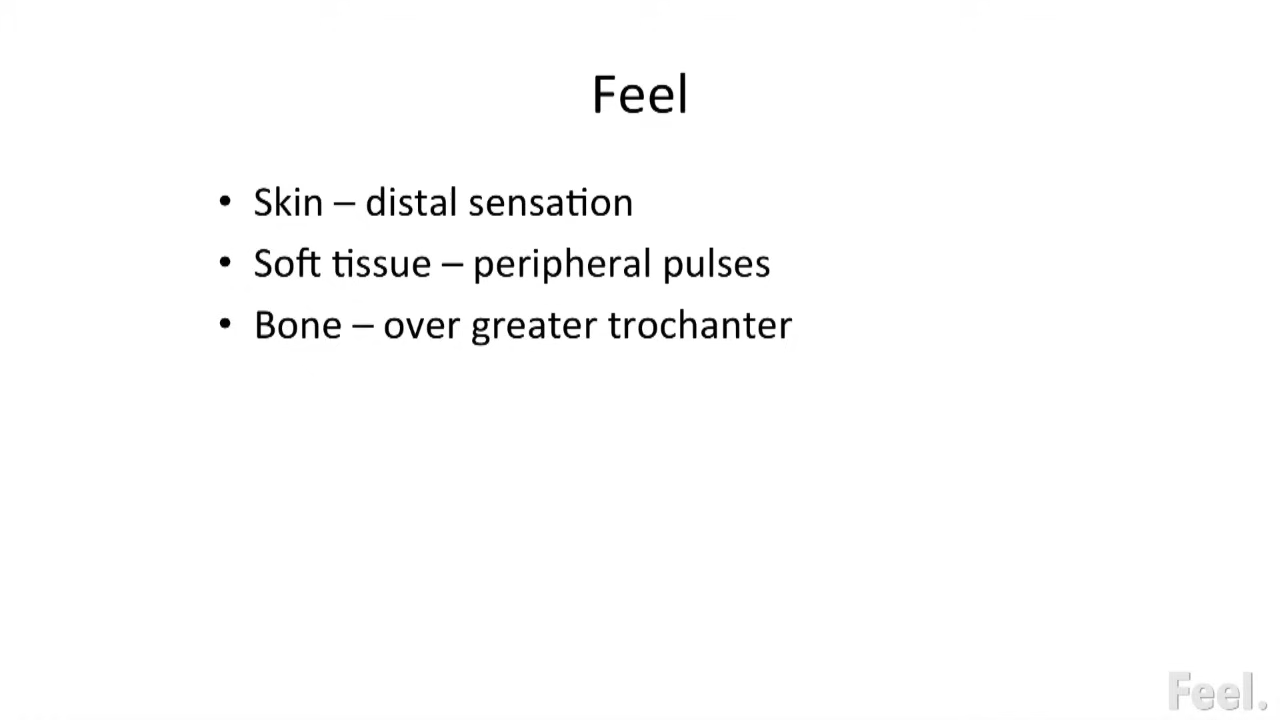 Feel
• Skin – distal sensation
• Soft tissue – peripheral pulses
• Bone – over greater trochanter
Feel.